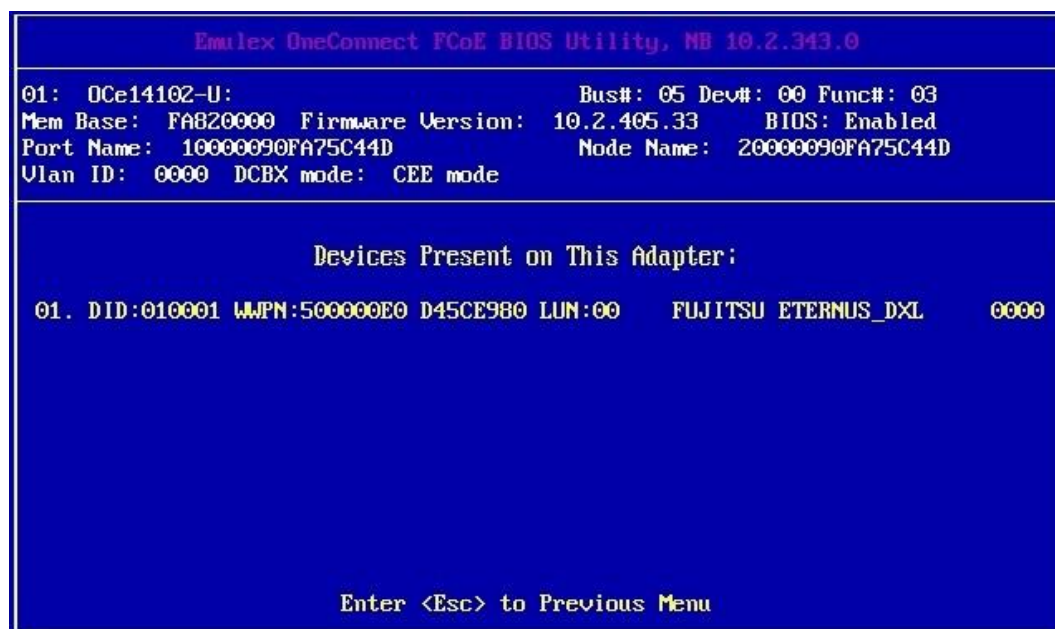 Emulex OneConnect FCoE BIOS Utility, NB 10.2.343.0
01: OCe14102-U: Bus#: 05 Dev#: 00 Func#: 03
Mem Base: FA820000 Firmware Version: 10.2.405.33 BIOS: Enabled
Port Name: 10000090FA75C44D Node Name: 20000090FA75C44D
Vlan ID: 0000 DCBX mode: CEE mode
Devices Present on This Adapter:
01. DID:010001 WWPN:500000E0 D45CE980 LUN:00 FUJITSU ETERNUS_DXL 0000
Enter <Esc> to Previous Menu